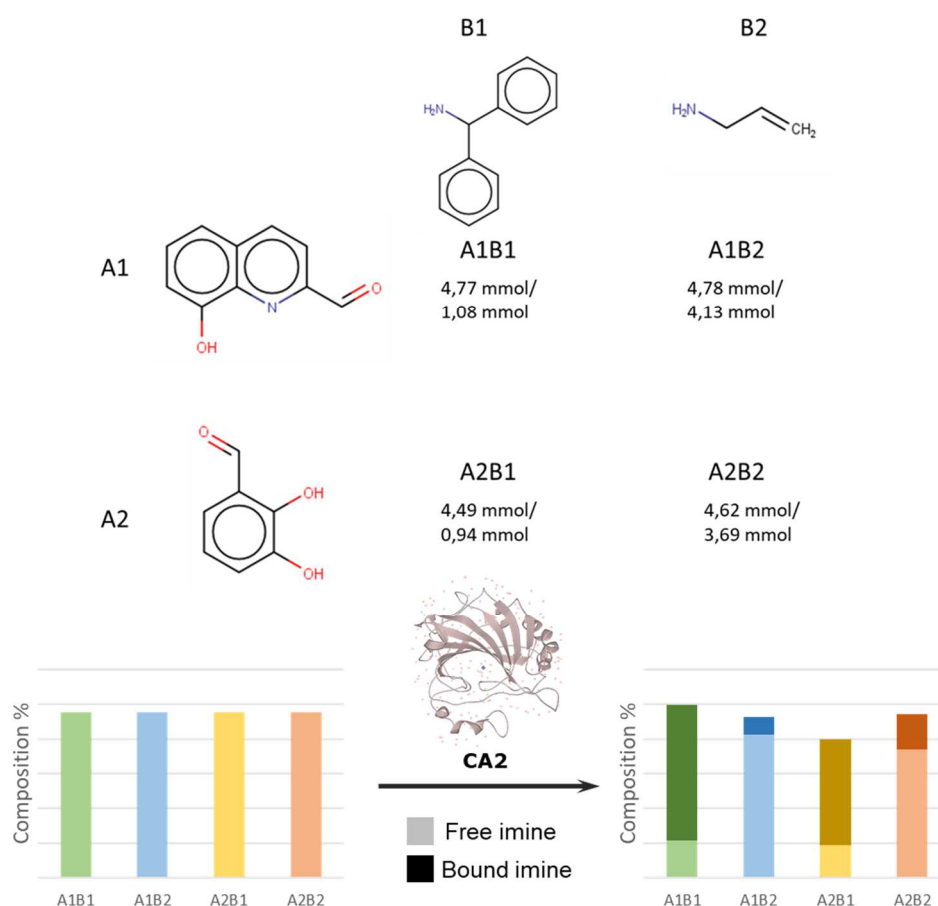 B1
B2
H₂N
H₂N
CH₂
A1
N
O
OH
A1B1
4,77 mmol/
1,08 mmol
A1B2
4,78 mmol/
4,13 mmol
A2
O
OH
OH
A2B1
4,49 mmol/
0,94 mmol
A2B2
4,62 mmol/
3,69 mmol
Composition %
A1B1 A1B2 A2B1 A2B2
CA2
Free imine
Bound imine
Composition %
A1B1 A1B2 A2B1 A2B2